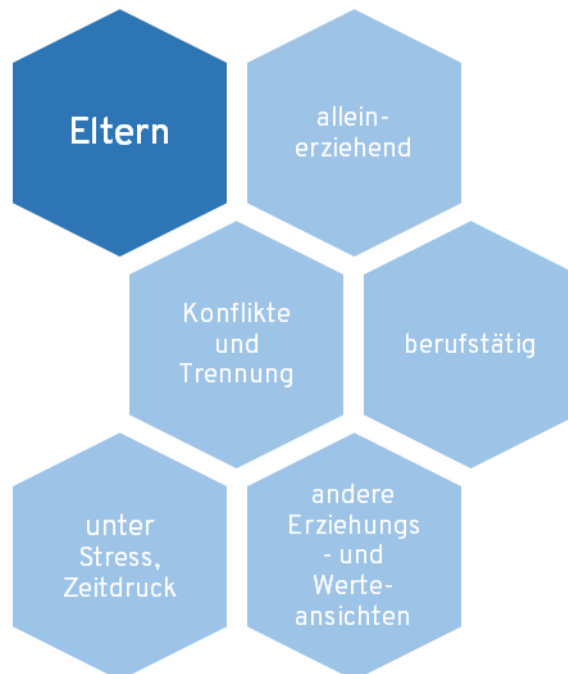 Eltern
allein-
erziehend
Konflikte
und
Trennung
berufstätig
unter
Stress,
Zeitdruck
andere
Erziehungs
- und
Werte-
ansichten